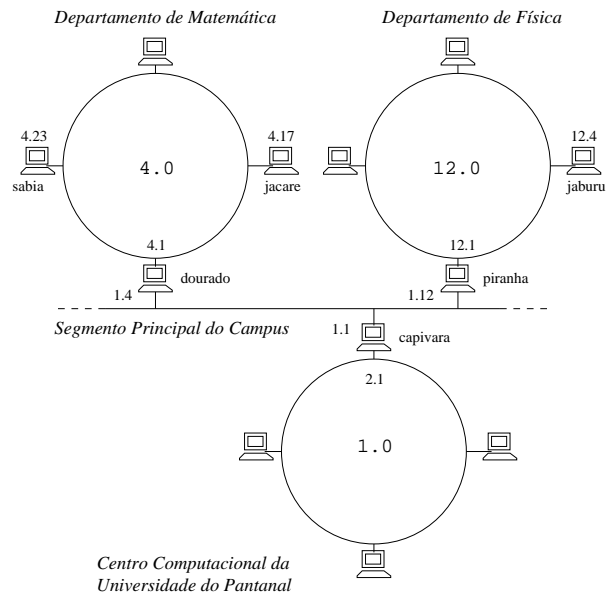 Departamento de Matemática
Departamento de Física
4.23
4.17
12.4
4.0
12.0
sabia
jacare
jaburu
4.1
12.1
dourado
piranha
1.4
1.12
Segmento Principal do Campus
1.1
capivara
2.1
1.0
Centro Computacional da
Universidade do Pantanal